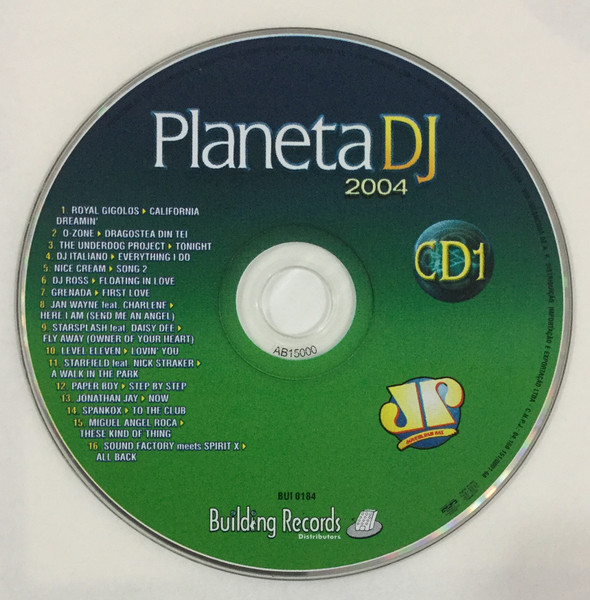 Planeta DJ
2004
1 ROYAL GIGOLOS ▸ CALIFORNIA
DREAMIN'
2. O-ZONE ▸ DRAGOSTEA DIN TEI
3. THE UNDERDOG PROJECT ▸ TONIGHT
4. DJ ITALIANO ▸ EVERYTHING I DO
5. NICE CREAM ▸ SONG 2
6. DJ ROSS ▸ FLOATING IN LOVE
7. GRENADA ▸ FIRST LOVE
8. JAN WAYNE feat. CHARLENE ▸
HERE I AM (SEND ME AN ANGEL)
9. STARSPLASH feat. DAISY DEE ▸
FLY AWAY (OWNER OF YOUR HEART)
10. LEVEL ELEVEN ▸ LOVIN' YOU
11. STARFIELD feat. NICK STRAKER ▸
A WALK IN THE PARK
12. PAPER BOY ▸ STEP BY STEP
13. JONATHAN JAY ▸ NOW
14. SPANKOX ▸ TO THE CLUB
15. MIGUEL ANGEL ROCA ▸
THESE KIND OF THING
16. SOUND FACTORY meets SPIRIT X ▸
ALL BACK
CD1
AB15000
JP
BUI 0184
Building Records
Distributors